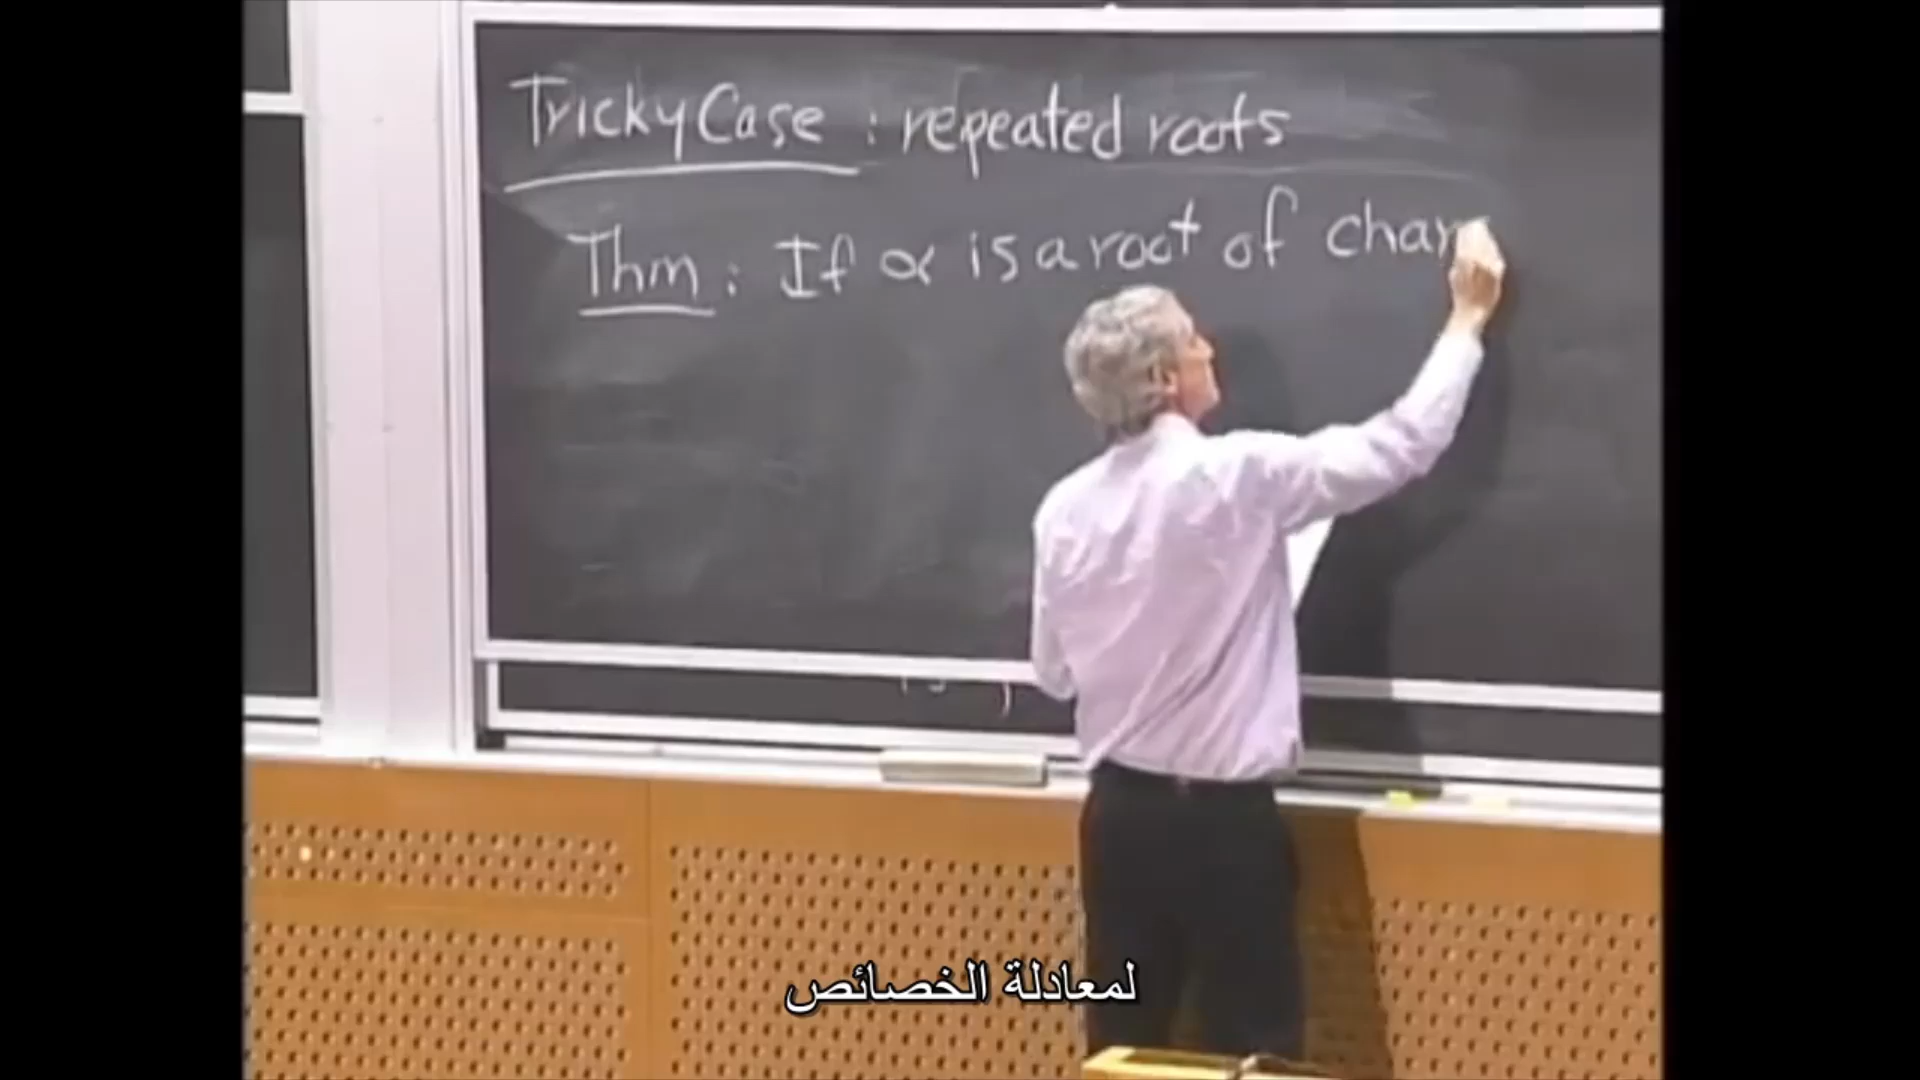 Tricky Case : repeated roots
Thm : If α is a root of char
لمعادلة الخصائص